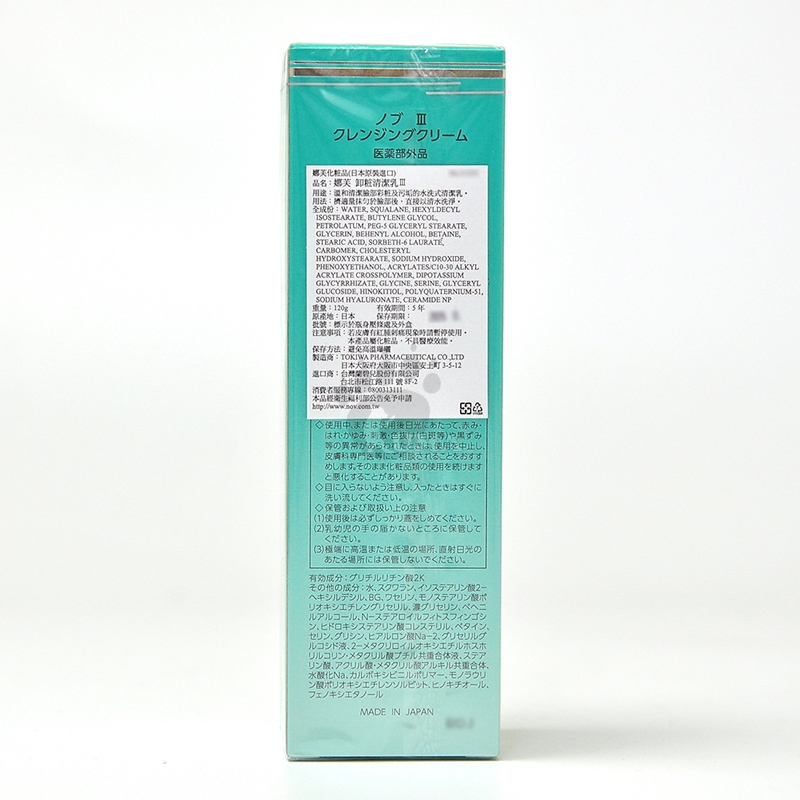 ノブ Ⅲ
クレンジングクリーム
医薬部外品
娜芙化粧品(日本原裝進口)
品名：娜芙 卸粧清潔乳Ⅲ
用途：溫和清潔臉部彩粧及污垢的水洗式清潔乳。
用法：擠適量抹勻於臉部後，直接以清水洗淨。
全成份：WATER, SQUALANE, HEXYLDECYL
ISOSTEARATE, BUTYLENE GLYCOL,
PETROLATUM, PEG-5 GLYCERYL STEARATE,
GLYCERIN, BEHENYL ALCOHOL, BETAINE,
STEARIC ACID, SORBETH-6 LAURATE,
CARBOMER, CHOLESTERYL
HYDROXYSTEARATE, SODIUM HYDROXIDE,
PHENOXYETHANOL, ACRYLATES/C10-30 ALKYL
ACRYLATE CROSSPOLYMER, DIPOTASSIUM
GLYCYRRHIZATE, GLYCINE, SERINE, GLYCERYL
GLUCOSIDE, HINOKITIOL, POLYQUATERNIUM-51,
SODIUM HYALURONATE, CERAMIDE NP
重量：120g 有效期間：5 年
原產地：日本 保存期限：
批號：標示於瓶身壓條處及外盒
注意事項：若皮膚有紅腫刺痛現象時請暫停使用。
本產品屬化粧品，不具醫療效能。
保存方法：避免高溫曝曬
製造商：TOKIWA PHARMACEUTICAL CO.,LTD
日本大阪府大阪市中央區安土町 3-5-12
進口商：台灣蘭碧兒股份有限公司
台北市松江路 111 號 8F-2
消費者服務專線：0800313111
本品經衛生福利部公告免予申請
http://www.nov.com.tw
◇使用中、または使用後日光にあたって、赤み・
はれ・かゆみ・刺激・色抜け(白斑等)や黒ずみ
等の異常があらわれたときは、使用を中止し、
皮膚科専門医等にご相談されることをおすす
めします。そのまま化粧品類の使用を続けます
と悪化することがあります。
◇目に入らないよう注意し、入ったときはすぐに
洗い流してください。
◇保管および取扱い上の注意
(1)使用後は必ずしっかり蓋をしめてください。
(2)乳幼児の手の届かないところに保管して
ください。
(3)極端に高温または低温の場所、直射日光の
あたる場所には保管しないでください。
有効成分：グリチルリチン酸2K
その他の成分：水、スクワラン、イソステアリン酸2－
ヘキシルデシル、BG、ワセリン、モノステアリン酸ポ
リオキシエチレングリセリル、濃グリセリン、ベヘニ
ルアルコール、N－ステアロイルフィトスフィンゴシ
ン、ヒドロキシステアリン酸コレステリル、ベタイン、
セリン、グリシン、ヒアルロン酸Na－2、グリセリルグ
ルコシド液、2－メタクリロイルオキシエチルホスホ
リルコリン・メタクリル酸ブチル共重合体液、ステア
リン酸、アクリル酸・メタクリル酸アルキル共重合体、
水酸化Na、カルボキシビニルポリマー、モノラウリ
ン酸ポリオキシエチレンソルビット、ヒノキチオール、
フェノキシエタノール
MADE IN JAPAN